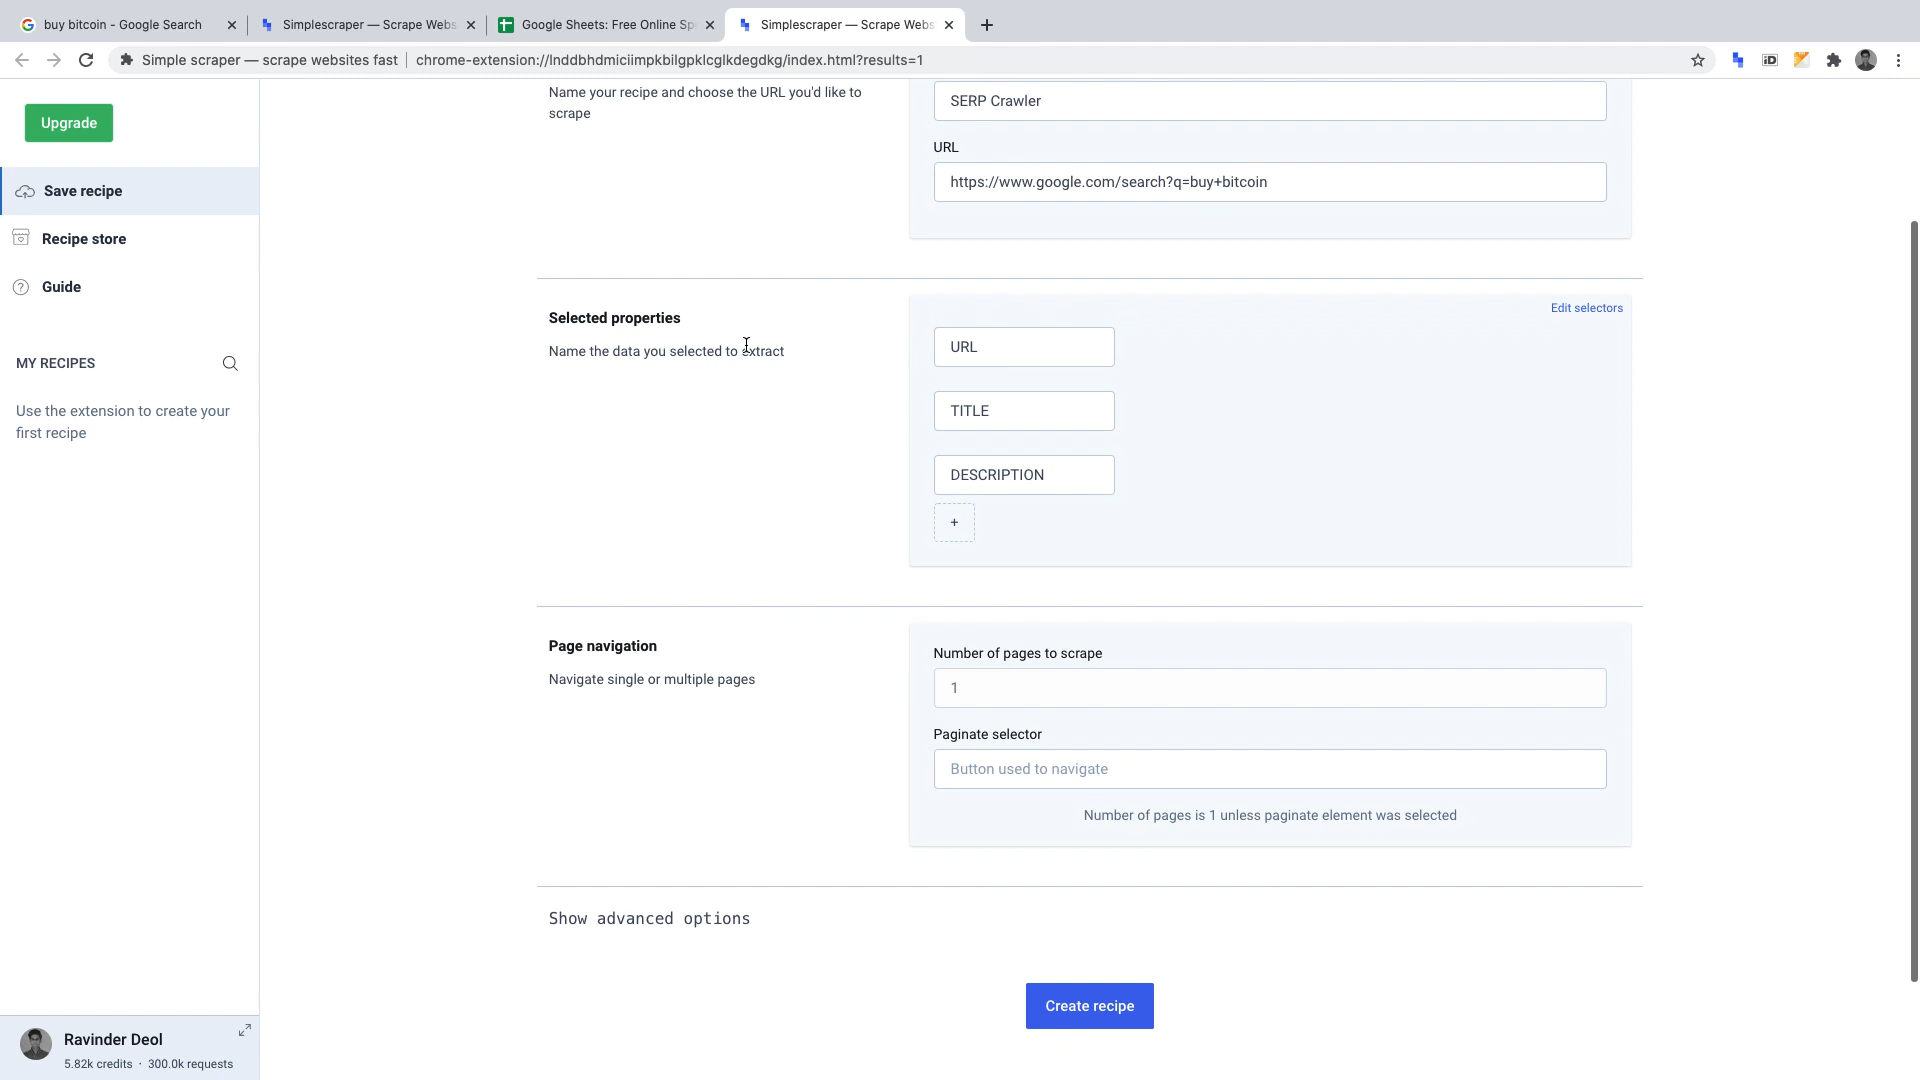 buy bitcoin - Google Search
Simplescraper — Scrape Webs
Google Sheets: Free Online Sp
Simplescraper — Scrape Webs
Simple scraper — scrape websites fast
chrome-extension://lnddbhdmiciimpkbilgpklcglkdegdkg/index.html?results=1
Upgrade
Save recipe
Recipe store
Guide
MY RECIPES
Use the extension to create your
first recipe
Ravinder Deol
5.82k credits · 300.0k requests
Name your recipe and choose the URL you'd like to
scrape
SERP Crawler
URL
https://www.google.com/search?q=buy+bitcoin
Selected properties
Name the data you selected to extract
Edit selectors
URL
TITLE
DESCRIPTION
+
Page navigation
Navigate single or multiple pages
Number of pages to scrape
1
Paginate selector
Button used to navigate
Number of pages is 1 unless paginate element was selected
Show advanced options
Create recipe